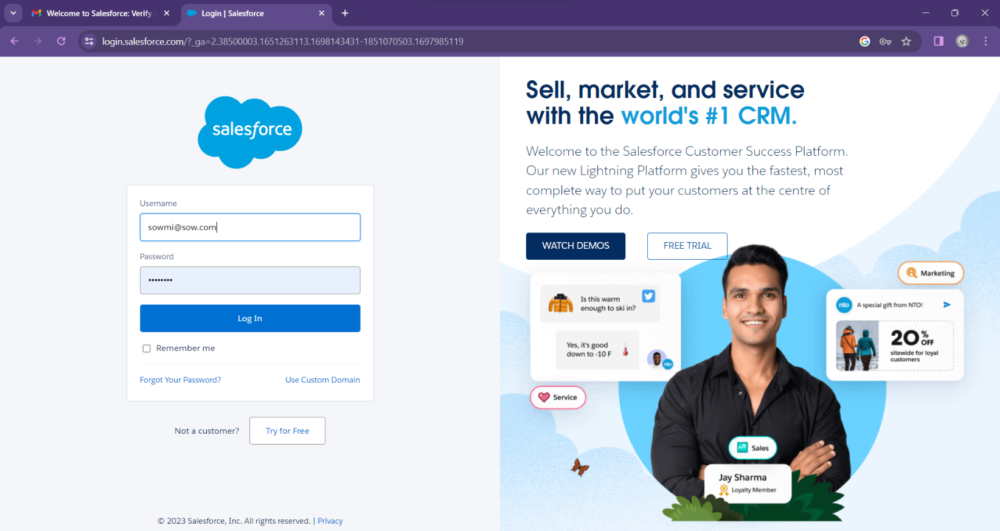 Welcome to Salesforce: Verify
Login | Salesforce
login.salesforce.com/?_ga=2.38500003.1651263113.1698143431-1851070503.1697985119
salesforce
Username
sowmi@sow.com
Password
••••••••
Log In
Remember me
Forgot Your Password?
Use Custom Domain
Not a customer?
Try for Free
© 2023 Salesforce, Inc. All rights reserved. | Privacy
Sell, market, and service
with the world's #1 CRM.
Welcome to the Salesforce Customer Success Platform.
Our new Lightning Platform gives you the fastest, most
complete way to put your customers at the centre of
everything you do.
WATCH DEMOS
FREE TRIAL
Is this warm
enough to ski in?
Yes, it's good
down to -10 F
nto
Service
Marketing
nto
A special gift from NTO!
20% OFF
sitewide for loyal
customers
Sales
Jay Sharma
Loyalty Member